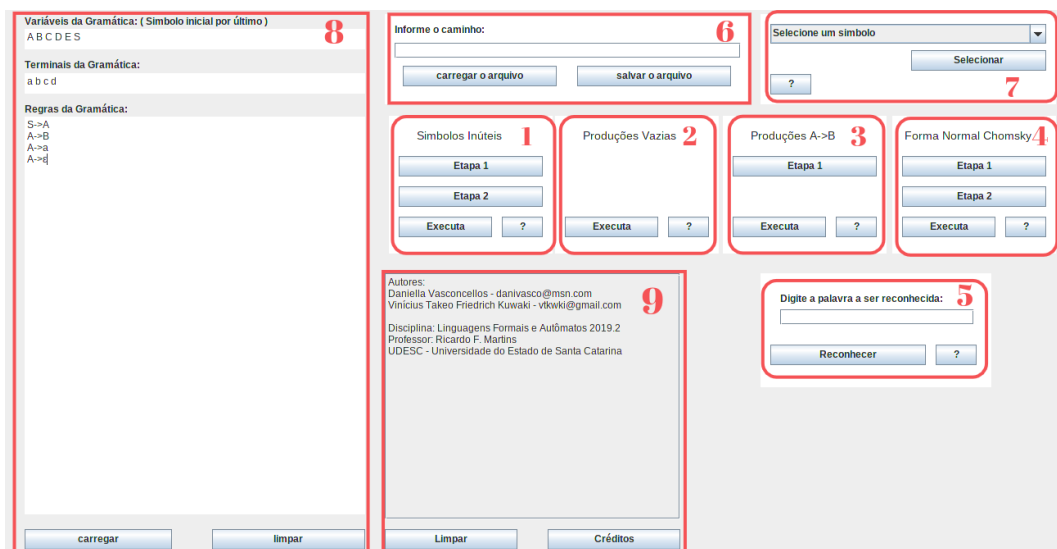 Variáveis da Gramática: ( Simbolo inicial por último )
8
A B C D E S
Terminais da Gramática:
a b c d
Regras da Gramática:
S->A
A->B
A->a
A->ε
carregar
limpar
Informe o caminho:
6
carregar o arquivo
salvar o arquivo
Selecione um simbolo
Selecionar
?
7
Simbolos Inúteis
1
Etapa 1
Etapa 2
Executa
?
Produções Vazias
2
Executa
?
Produções A->B
3
Etapa 1
Executa
?
Forma Normal Chomsky
4
Etapa 1
Etapa 2
Executa
?
Autores:
Daniella Vasconcellos - danivasco@msn.com
Vinícius Takeo Friedrich Kuwaki - vtkwki@gmail.com
9
Disciplina: Linguagens Formais e Autômatos 2019.2
Professor: Ricardo F. Martins
UDESC - Universidade do Estado de Santa Catarina
Limpar
Créditos
5
Digite a palavra a ser reconhecida:
Reconhecer
?